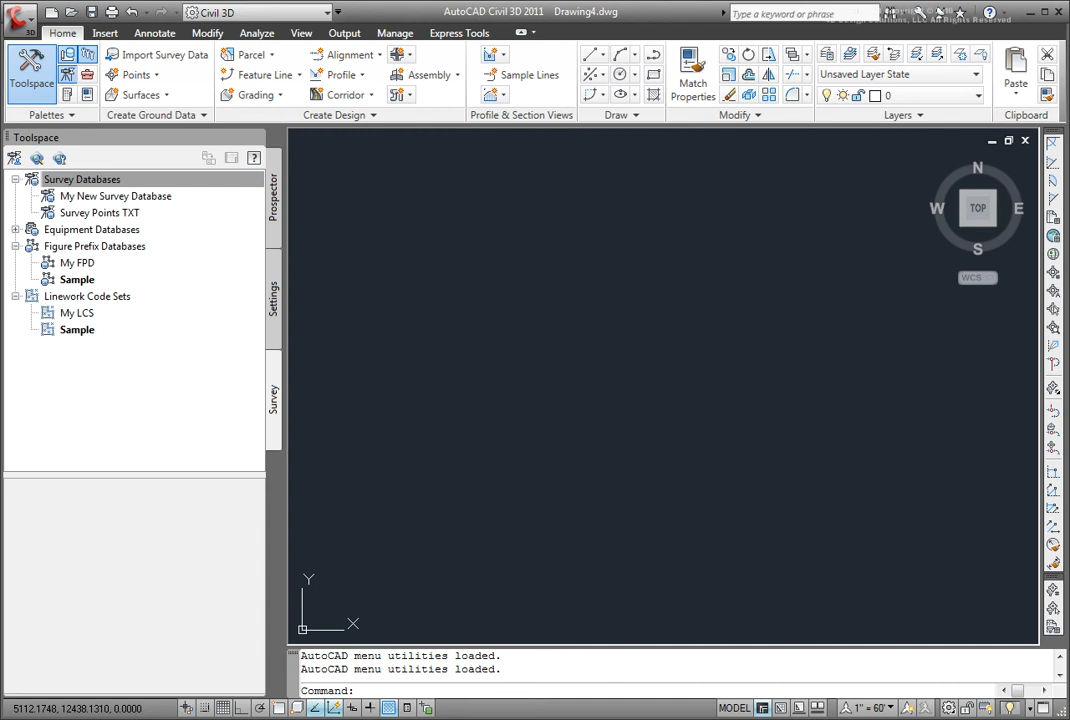 Civil 3D
AutoCAD Civil 3D 2011 Drawing4.dwg
Type a keyword or phrase
3D
Home Insert Annotate Modify Analyze View Output Manage Express Tools
Toolspace
Import Survey Data
Points
Surfaces
Parcel
Feature Line
Grading
Alignment
Profile
Corridor
Assembly
Sample Lines
Match
Properties
Unsaved Layer State
0
Paste
Palettes Create Ground Data Create Design Profile & Section Views Draw Modify Layers Clipboard
Toolspace
Survey Databases
My New Survey Database
Survey Points TXT
Equipment Databases
Figure Prefix Databases
My FPD
Sample
Linework Code Sets
My LCS
Sample
Prospector
Settings
Survey
N
W TOP E
S
WCS
Y
X
AutoCAD menu utilities loaded.
AutoCAD menu utilities loaded.
Command:
5112.1748, 12438.1310, 0.0000
MODEL
1" = 60'